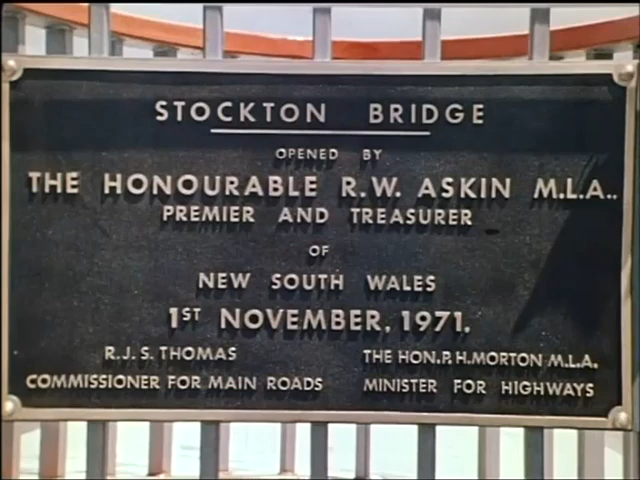 STOCKTON BRIDGE
OPENED BY
THE HONOURABLE R.W. ASKIN M.L.A..
PREMIER AND TREASURER
OF
NEW SOUTH WALES
1ST NOVEMBER, 1971.
R.J.S. THOMAS THE HON.P.H.MORTON M.L.A.
COMMISSIONER FOR MAIN ROADS MINISTER FOR HIGHWAYS